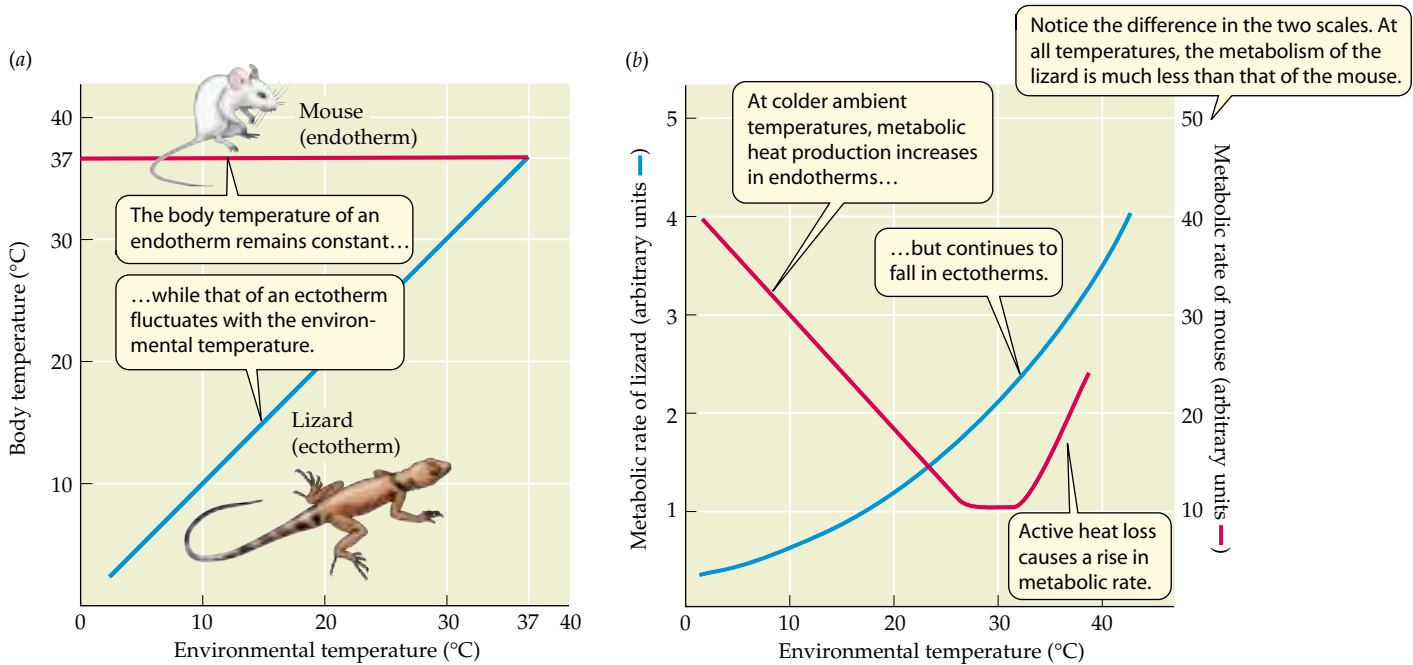 (a)
40
37
30
20
10
0
10
20
30
37
40
Body temperature (°C)
Environmental temperature (°C)
Mouse
(endotherm)
The body temperature of an
endotherm remains constant…
…while that of an ectotherm
fluctuates with the environ-
mental temperature.
Lizard
(ectotherm)
(b)
Notice the difference in the two scales. At
all temperatures, the metabolism of the
lizard is much less than that of the mouse.
5
4
3
2
1
0
10
20
30
40
50
40
30
20
10
Metabolic rate of lizard (arbitrary units —)
Metabolic rate of mouse (arbitrary units —)
Environmental temperature (°C)
At colder ambient
temperatures, metabolic
heat production increases
in endotherms…
…but continues to
fall in ectotherms.
Active heat loss
causes a rise in
metabolic rate.